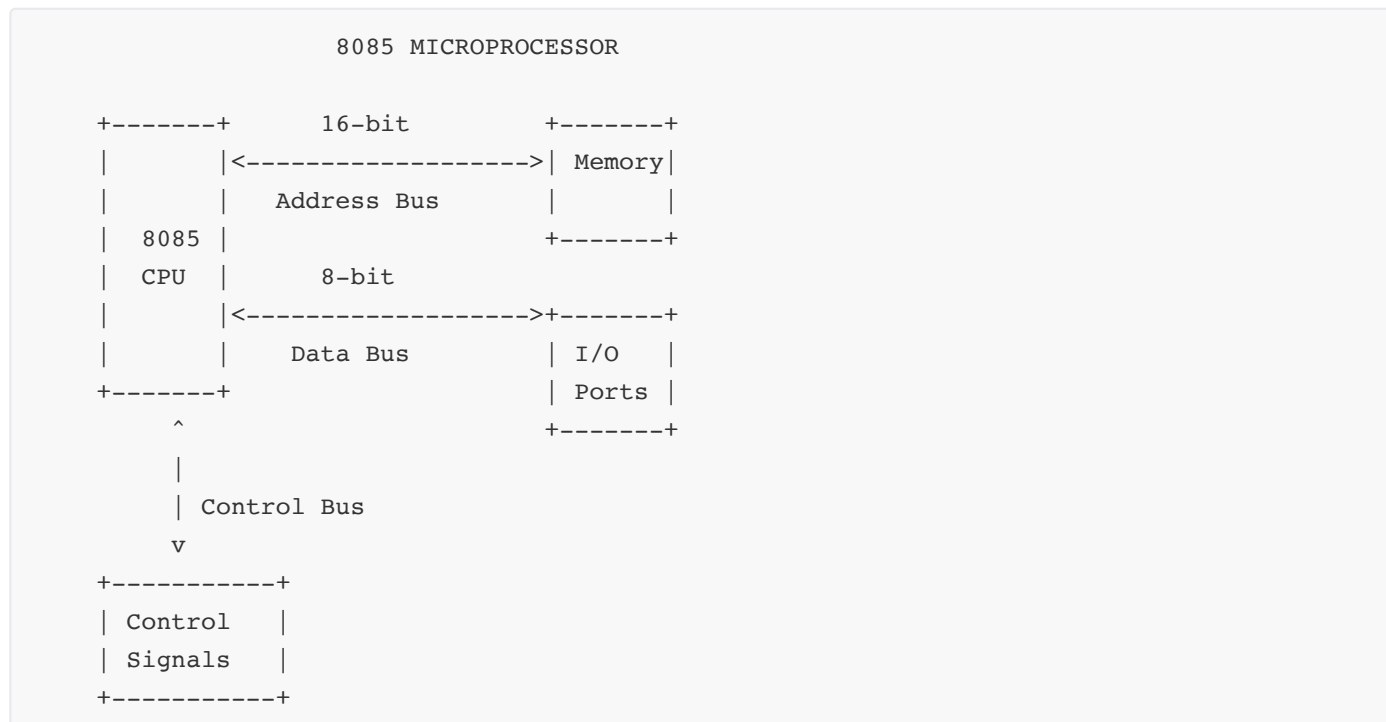 8085 MICROPROCESSOR
+-------+      16-bit         +-------+
|       |<------------------->| Memory|
|       |   Address Bus       |       |
|  8085 |                     +-------+
|  CPU  |      8-bit
|       |<------------------->+-------+
|       |    Data Bus         | I/O   |
+-------+                     | Ports |
     ^                        +-------+
     |
     | Control Bus
     v
+-----------+
| Control   |
| Signals   |
+-----------+